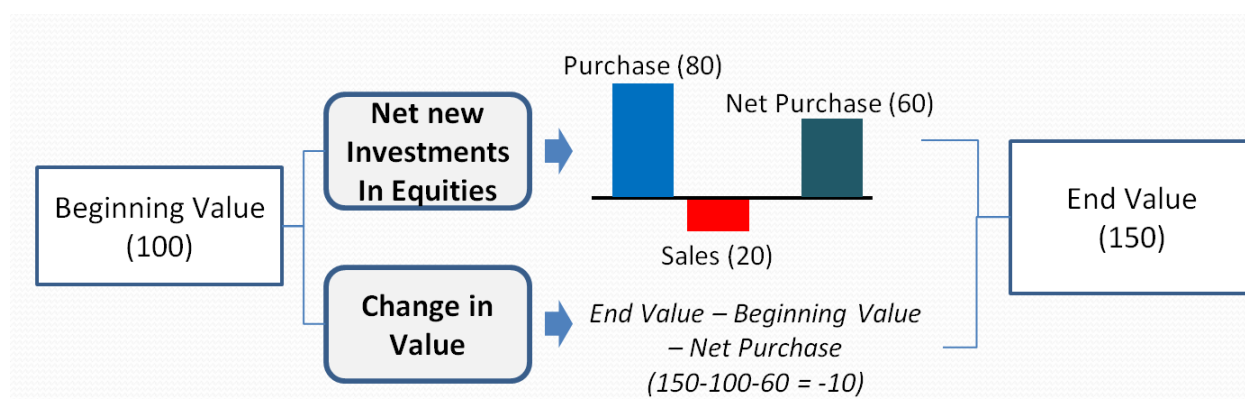 Beginning Value
(100)
Net new
Investments
In Equities
Purchase (80)
Net Purchase (60)
Sales (20)
Change in
Value
End Value – Beginning Value
– Net Purchase
(150-100-60 = -10)
End Value
(150)